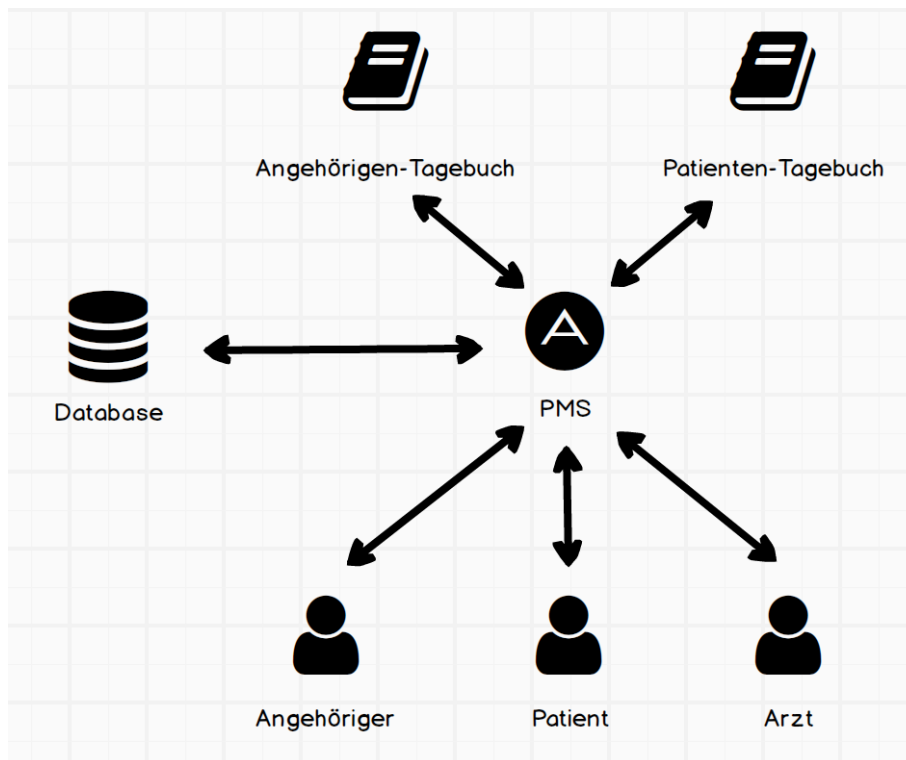 Angehörigen-Tagebuch
Patienten-Tagebuch
A
PMS
Database
Angehöriger
Patient
Arzt